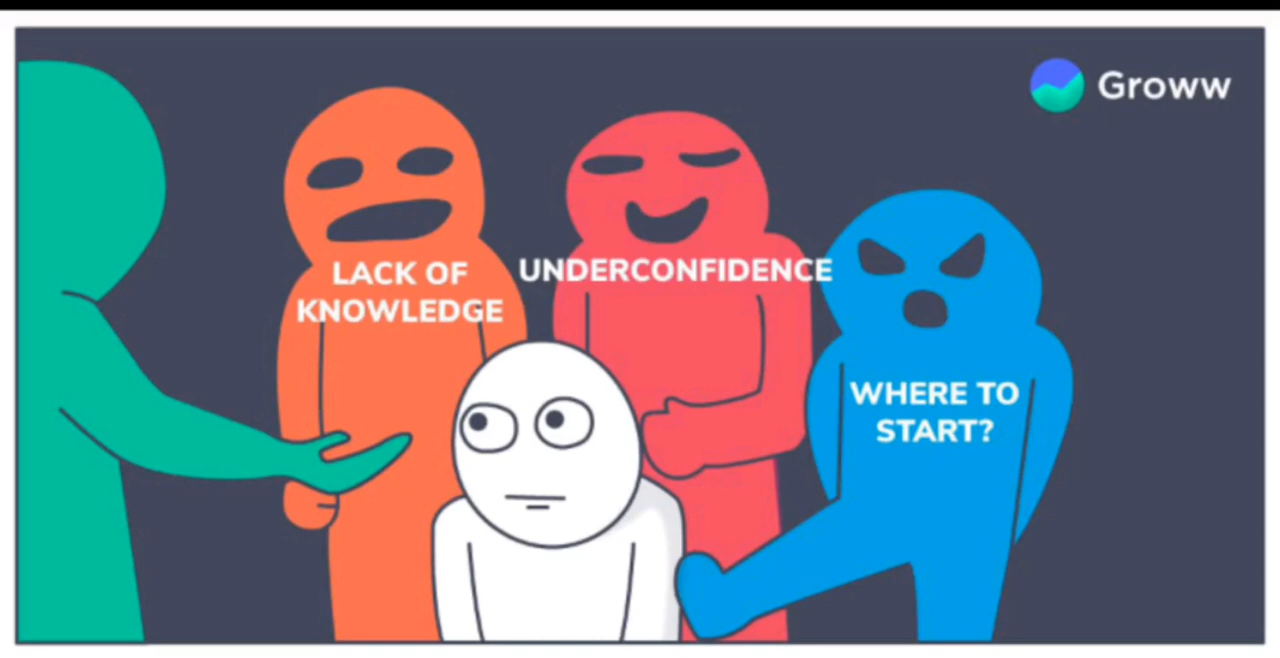 Groww
LACK OF
KNOWLEDGE
UNDERCONFIDENCE
WHERE TO
START?